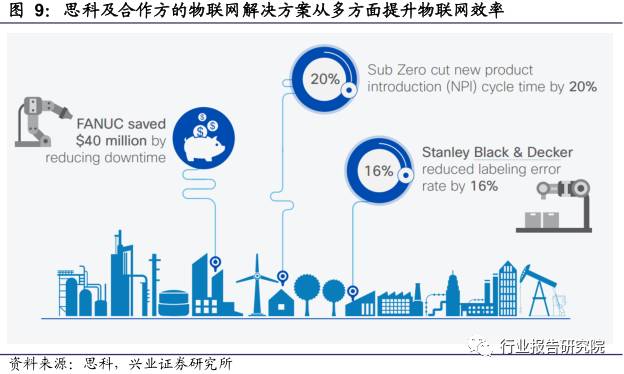 图 9：思科及合作方的物联网解决方案从多方面提升物联网效率
20%
Sub Zero cut new product
introduction (NPI) cycle time by 20%
FANUC saved
$40 million by
reducing downtime
$
$
$
16%
Stanley Black & Decker
reduced labeling error
rate by 16%
行业报告研究院
资料来源：思科，兴业证券研究所